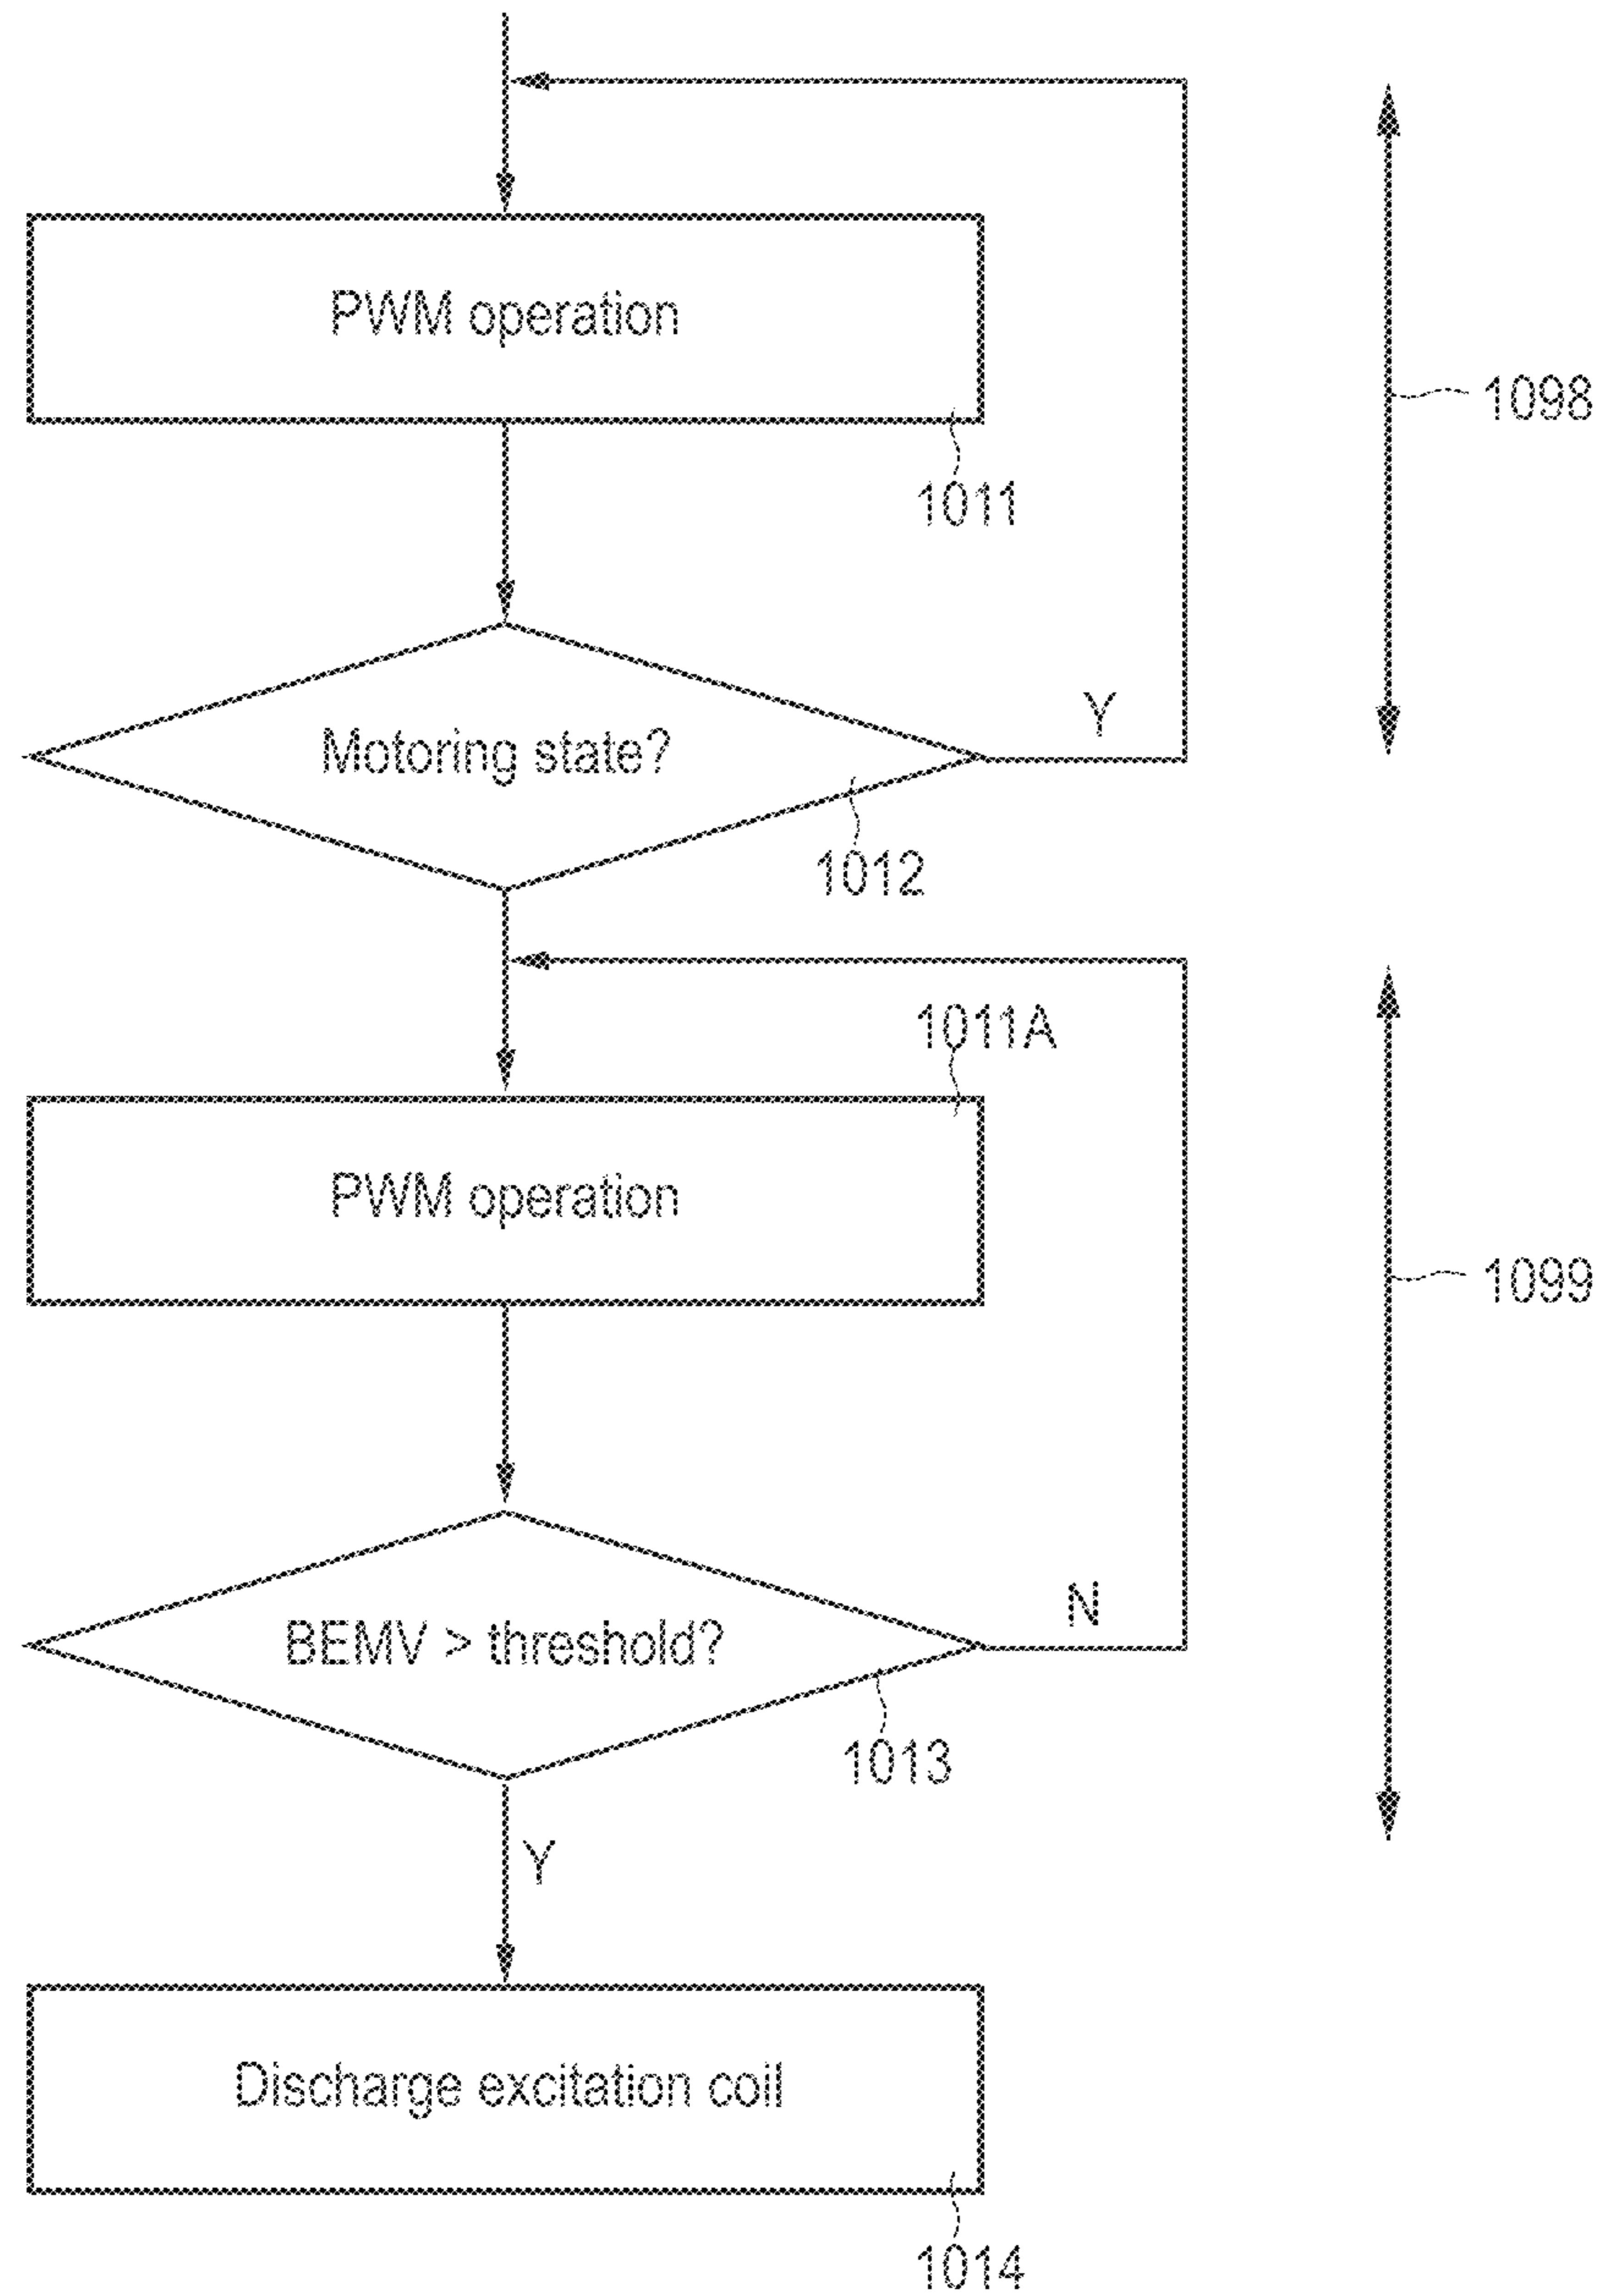 PWM operation
1098
1011
Y
Motoring state?
1012
1011A
PWM operation
1099
N
BEMV > threshold?
1013
Y
Discharge excitation coil
1014